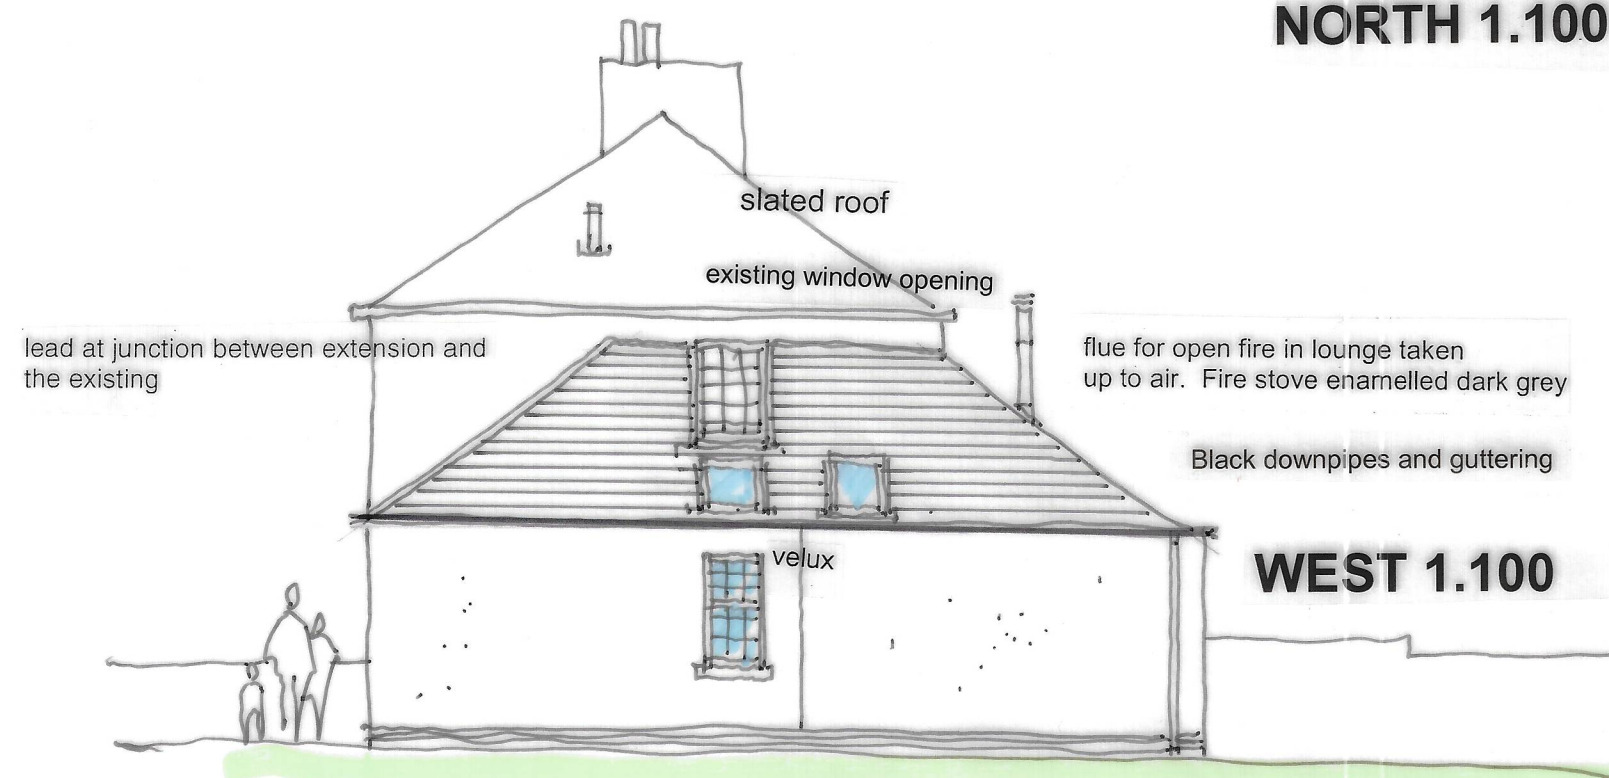 NORTH 1.100
slated roof
existing window opening
lead at junction between extension and
the existing
flue for open fire in lounge taken
up to air. Fire stove enamelled dark grey
Black downpipes and guttering
velux
WEST 1.100